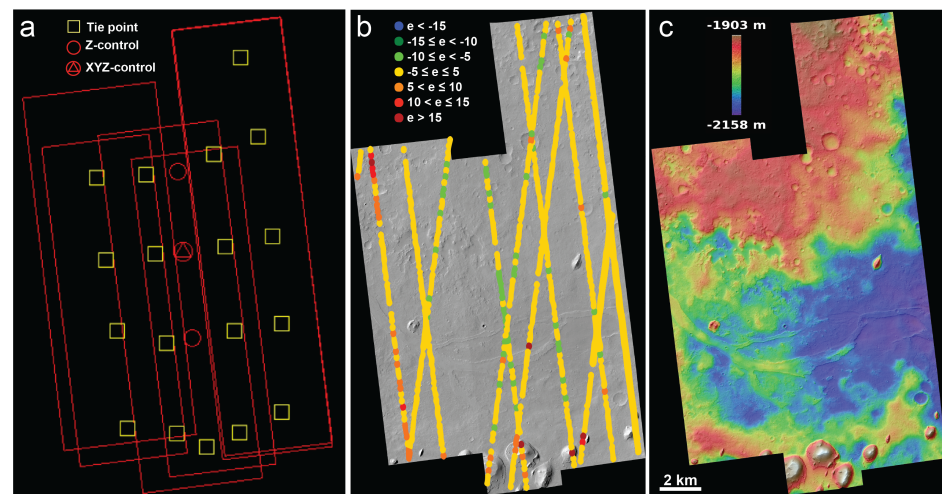 a
Tie point
Z-control
XYZ-control
b
e < -15
-15 ≤ e < -10
-10 ≤ e < -5
-5 ≤ e ≤ 5
5 < e ≤ 10
10 < e ≤ 15
e > 15
c
-1903 m
-2158 m
2 km